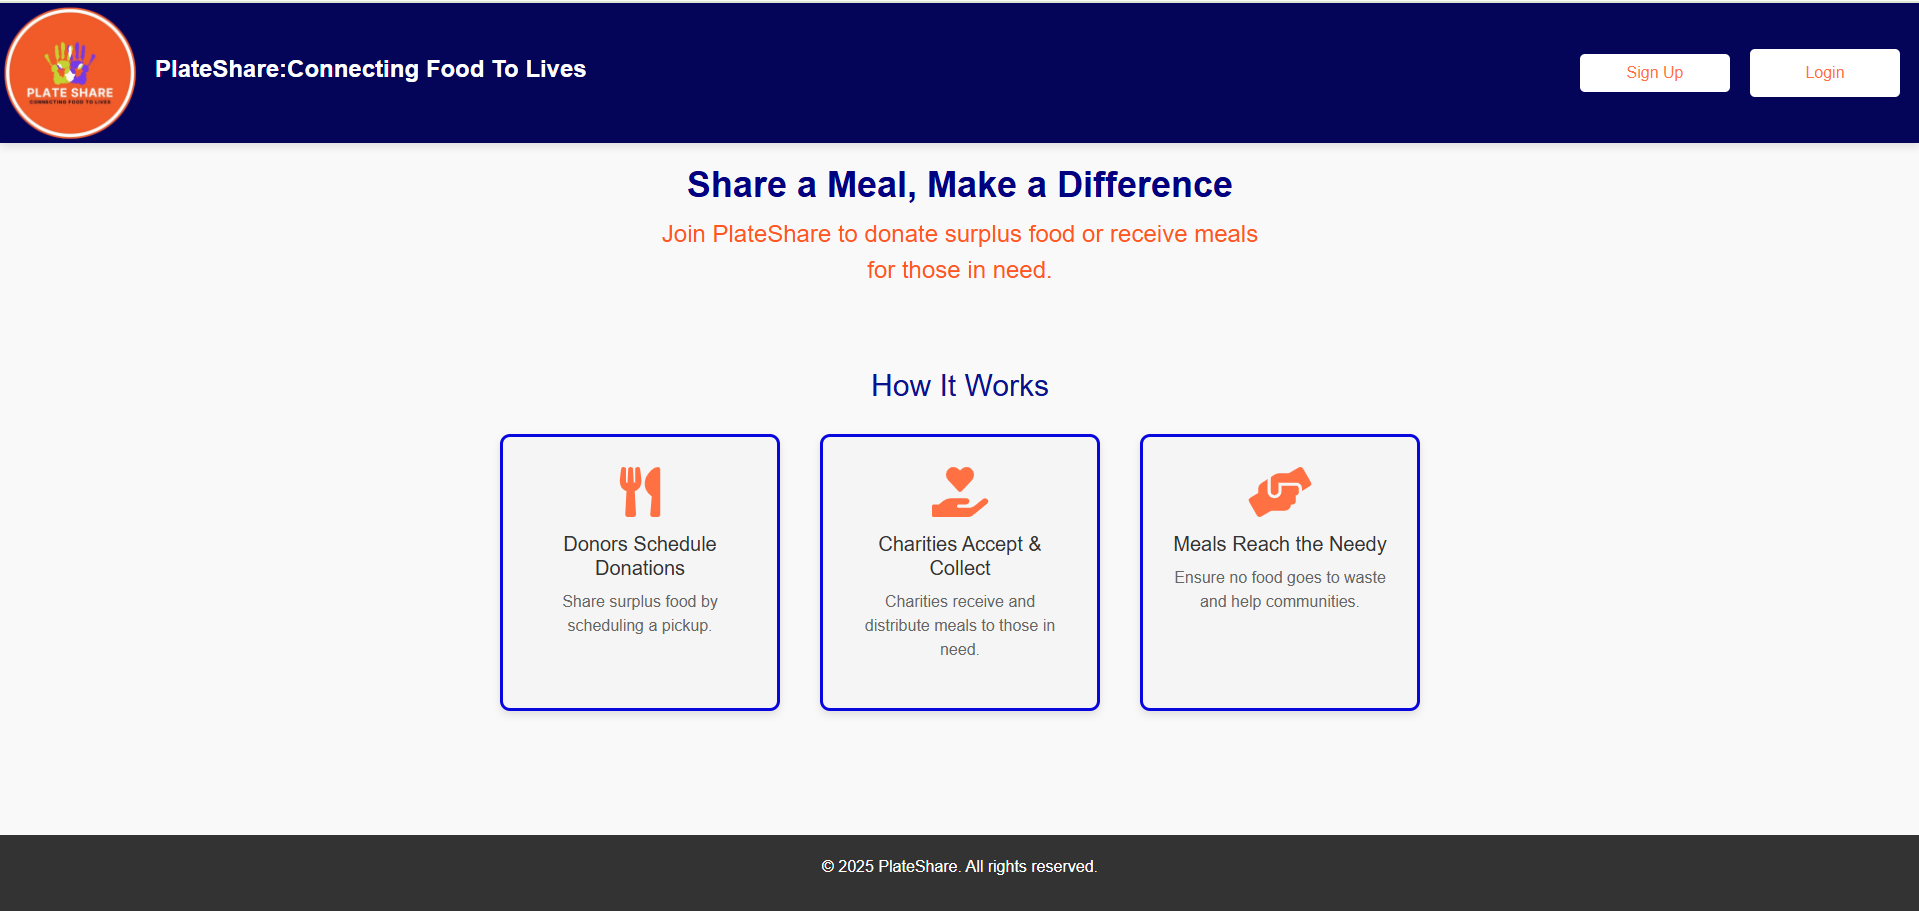 PLATE SHARE
CONNECTING FOOD TO LIVES
PlateShare:Connecting Food To Lives
Sign Up
Login
Share a Meal, Make a Difference
Join PlateShare to donate surplus food or receive meals
for those in need.
How It Works
Donors Schedule
Donations
Share surplus food by
scheduling a pickup.
Charities Accept &
Collect
Charities receive and
distribute meals to those in
need.
Meals Reach the Needy
Ensure no food goes to waste
and help communities.
© 2025 PlateShare. All rights reserved.